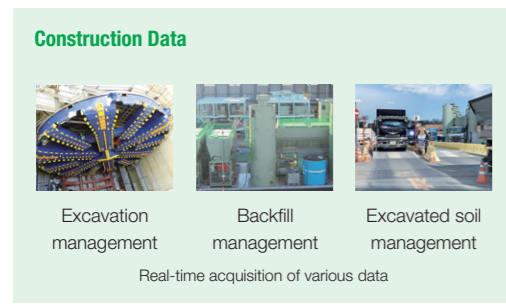 Construction Data
Excavation
management
Backfill
management
Excavated soil
management
Real-time acquisition of various data